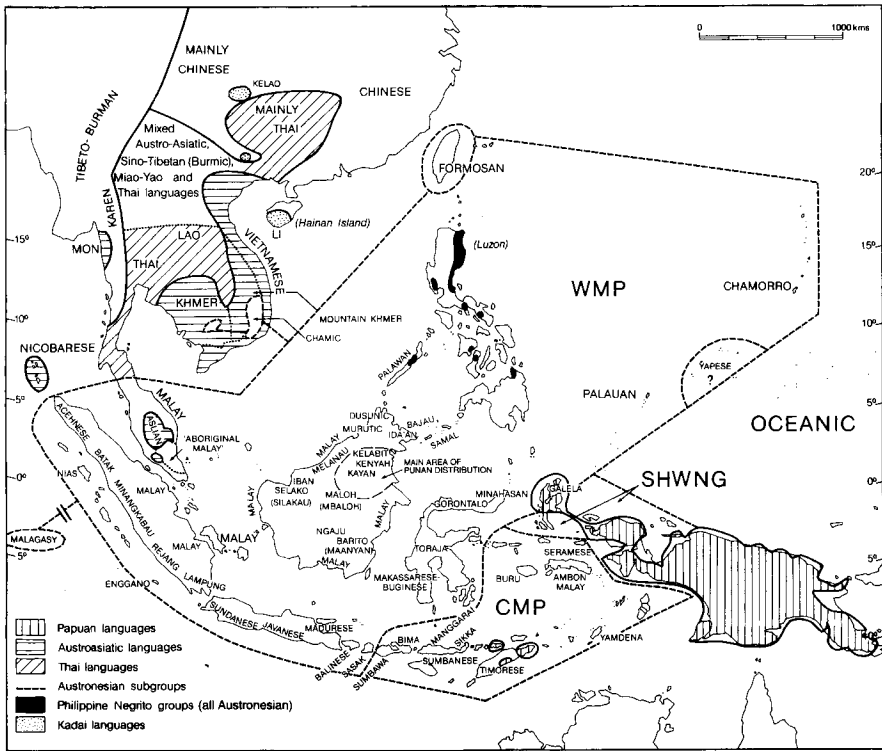 0 1000 kms
MAINLY
CHINESE
KELAO
CHINESE
MAINLY
THAI
TIBETO-BURMAN
Mixed
Austro-Asiatic,
Sino-Tibetan (Burmic),
Miao-Yao and
Thai languages
KAREN
FORMOSAN
20°
LI
(Hainan Island)
VIETNAMESE
LAO
15°
MON
THAI
(Luzon)
15°
WMP
CHAMORRO
KHMER
MOUNTAIN KHMER
CHAMIC
10°
10°
NICOBARESE
PALAWAN
YAPESE
?
PALAUAN
5°
5°
OCEANIC
MALAY
ASLIAN
'ABORIGINAL
MALAY'
ACEHNESE
BATAK
NIAS
MINANGKABAU
MALAY
DUSUNIC
MURUTIC
IDA'AN
BAJAU
SAMAL
MALAY
MELANAU
KELABIT
KENYAH
KAYAN
MAIN AREA OF
PUNAN DISTRIBUTION
IBAN
SELAKO
(SILAKAU)
MALOH
(MBALOH)
MALAY
MALAY
MINAHASAN
GORONTALO
GALELA
SHWNG
0°
0°
MALAGASY
5°
REJANG
MALAY
MALAY
NGAJU
BARITO
(MAANYAN)
MALAY
TORAJA
SERAMESE
BURU
AMBON
MALAY
5°
ENGGANO
LAMPUNG
MAKASSARESE
BUGINESE
CMP
SUNDANESE
JAVANESE
MADURESE
BALINESE
SASAK
SUMBAWA
BIMA
MANGGARAI
SIKKA
SUMBANESE
TIMORESE
YAMDENA
10°
Papuan languages
Austroasiatic languages
Thai languages
Austronesian subgroups
Philippine Negrito groups (all Austronesian)
Kadai languages